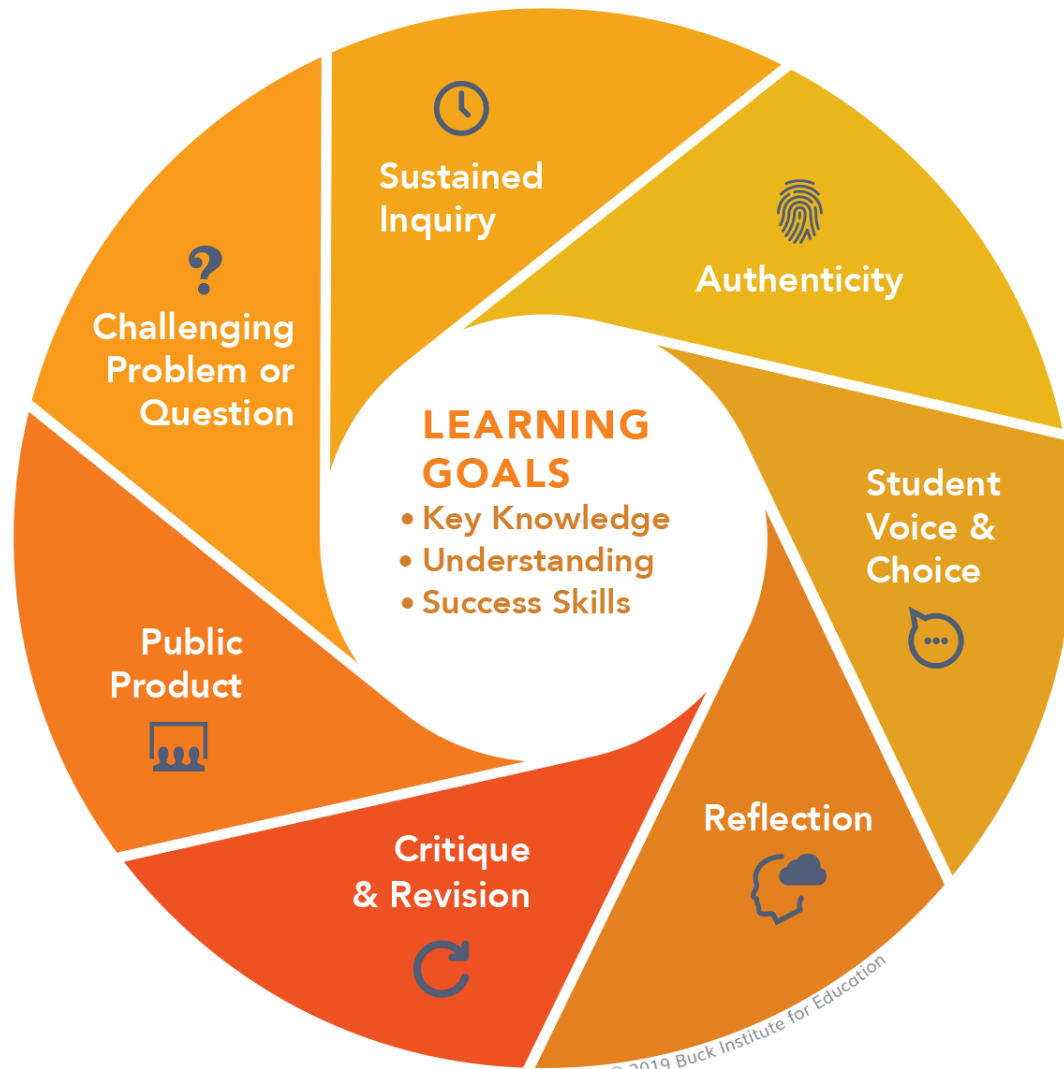 Sustained
Inquiry
Authenticity
Challenging
Problem or
Question
LEARNING
GOALS
• Key Knowledge
• Understanding
• Success Skills
Student
Voice &
Choice
Public
Product
Reflection
Critique
& Revision
© 2019 Buck Institute for Education